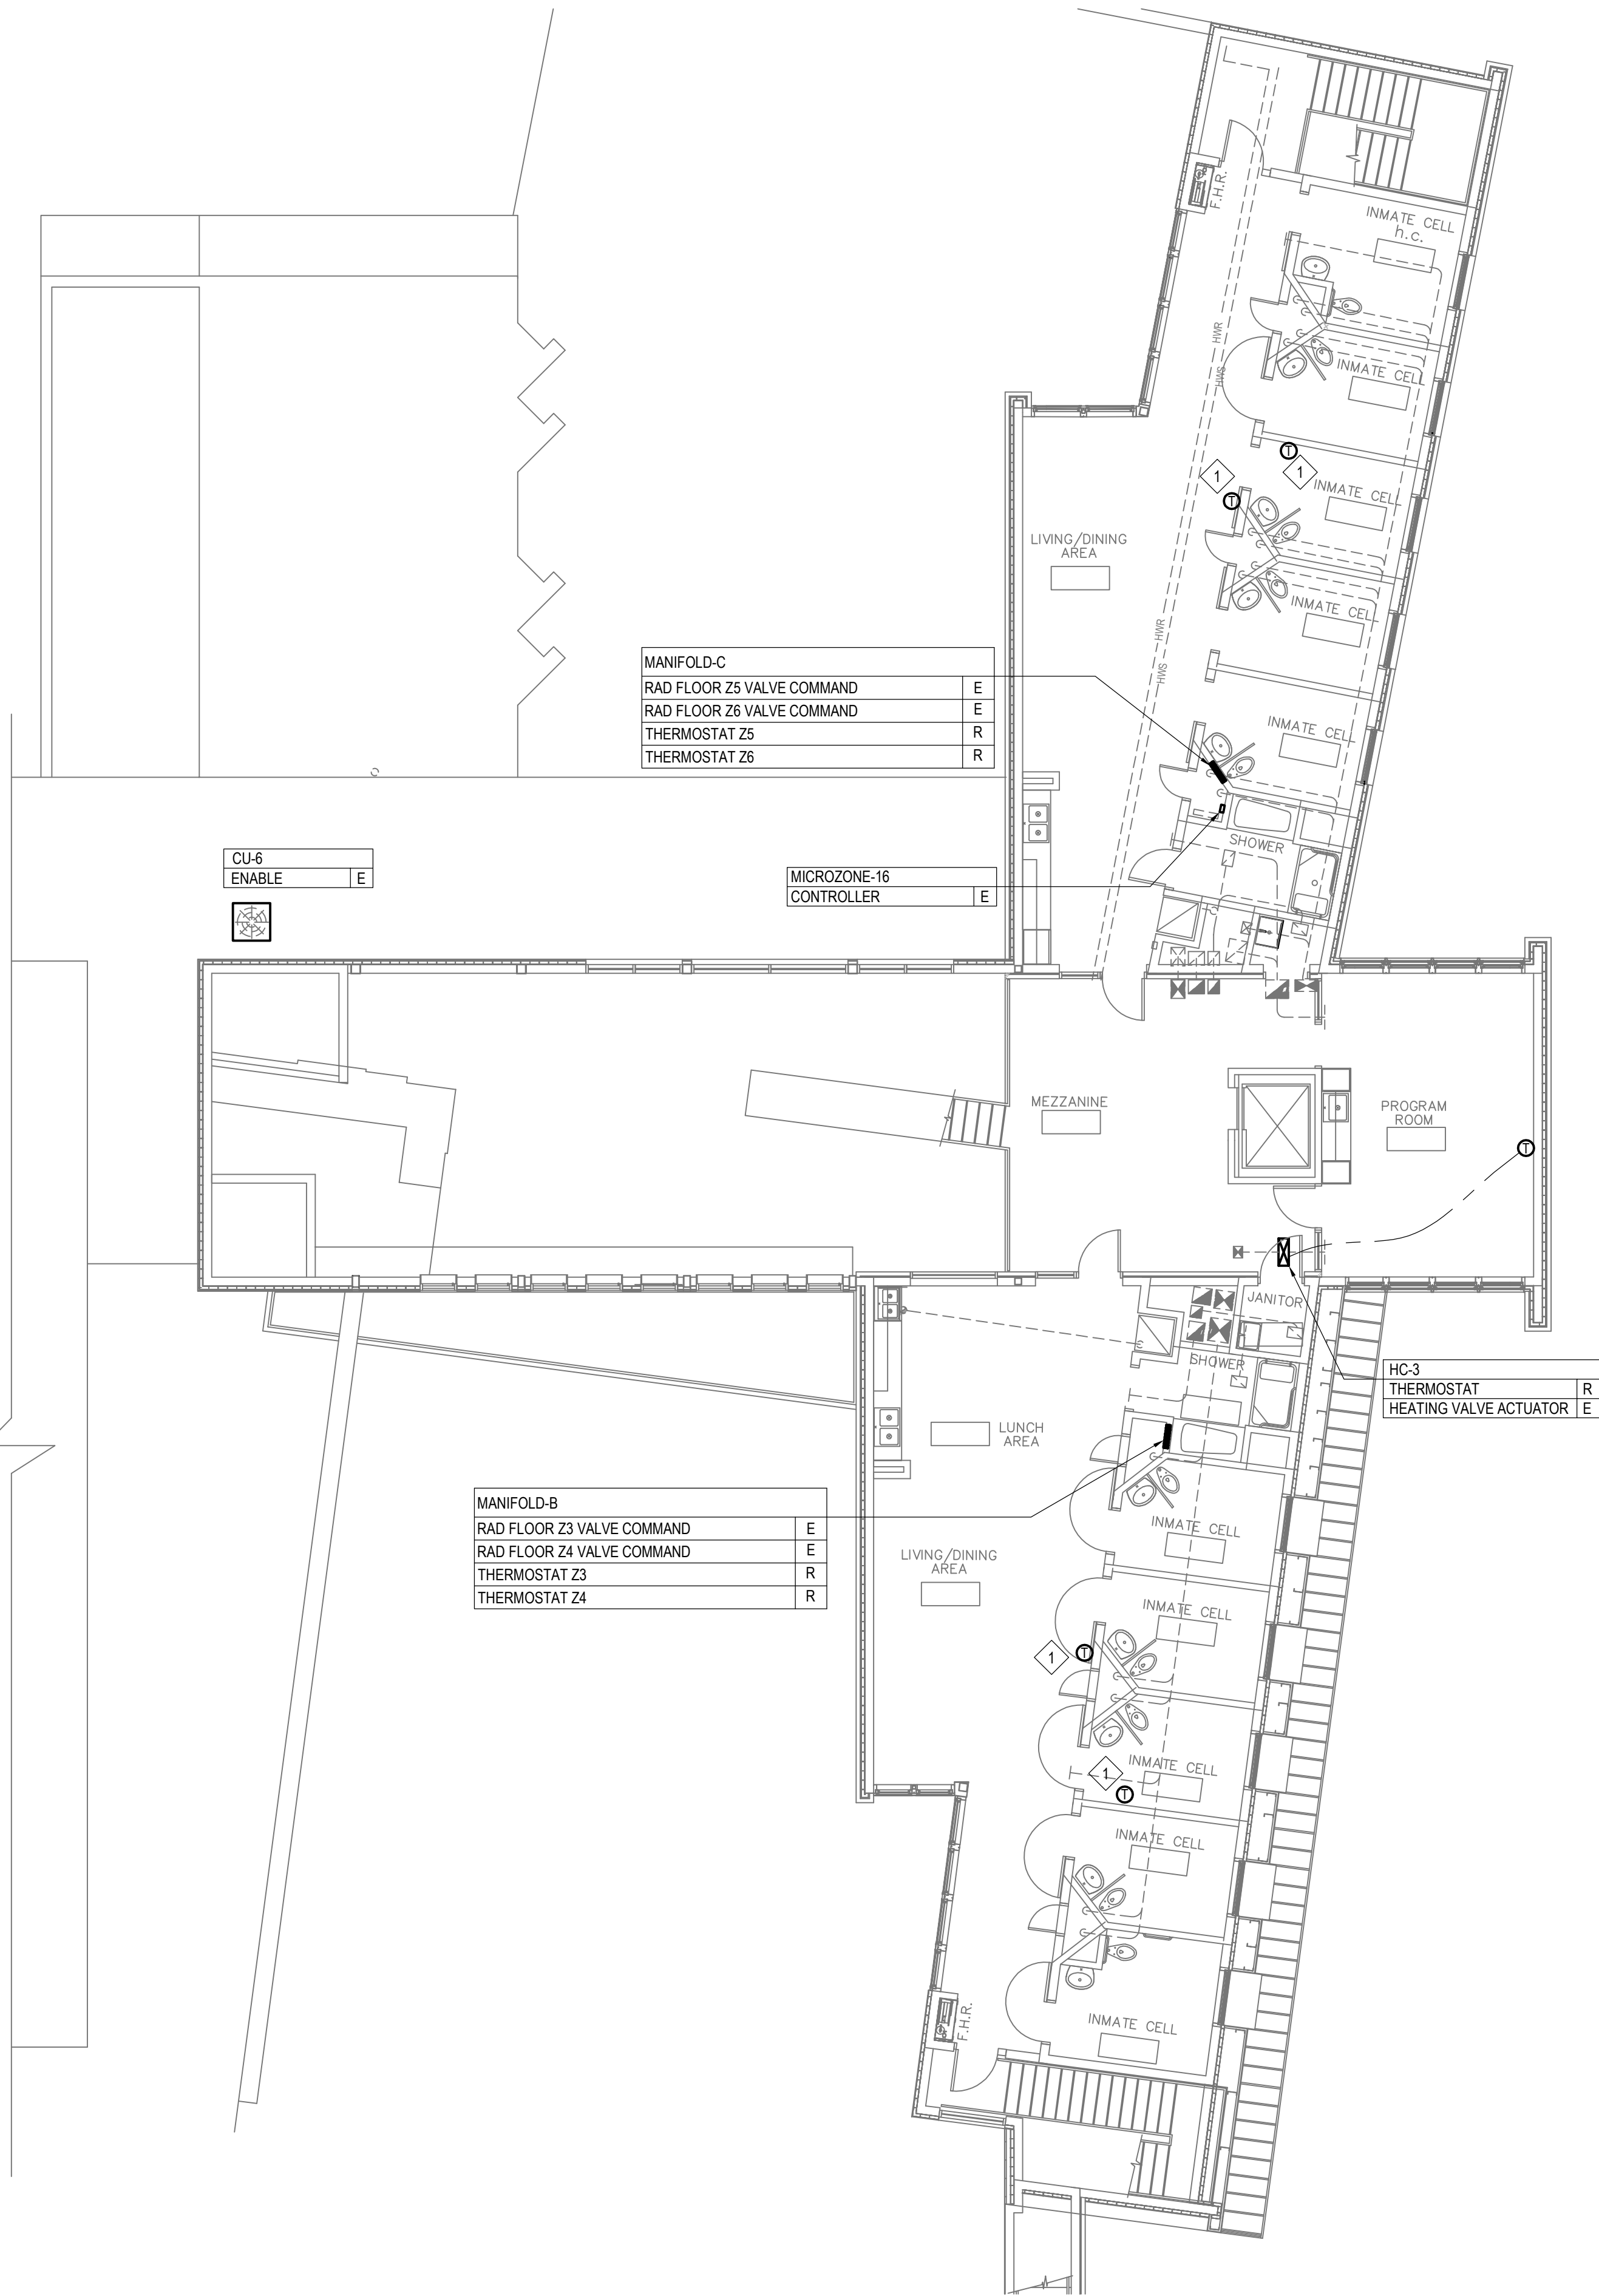 F.H.R.
INMATE CELL
h.c.
HWR
INMATE CELL
HWS
T
1
1
INMATE CELL
T
LIVING/DINING
AREA
INMATE CELL
HWR
MANIFOLD-C
RAD FLOOR Z5 VALVE COMMAND E
RAD FLOOR Z6 VALVE COMMAND E
THERMOSTAT Z5 R
THERMOSTAT Z6 R
HWS
INMATE CELL
SHOWER
CU-6
ENABLE E
MICROZONE-16
CONTROLLER E
MEZZANINE
PROGRAM
ROOM
T
JANITOR
SHOWER
HC-3
THERMOSTAT R
HEATING VALVE ACTUATOR E
LUNCH
AREA
MANIFOLD-B
RAD FLOOR Z3 VALVE COMMAND E
RAD FLOOR Z4 VALVE COMMAND E
THERMOSTAT Z3 R
THERMOSTAT Z4 R
INMATE CELL
LIVING/DINING
AREA
INMATE CELL
1
T
INMATE CELL
1
T
INMATE CELL
F.H.R.
INMATE CELL